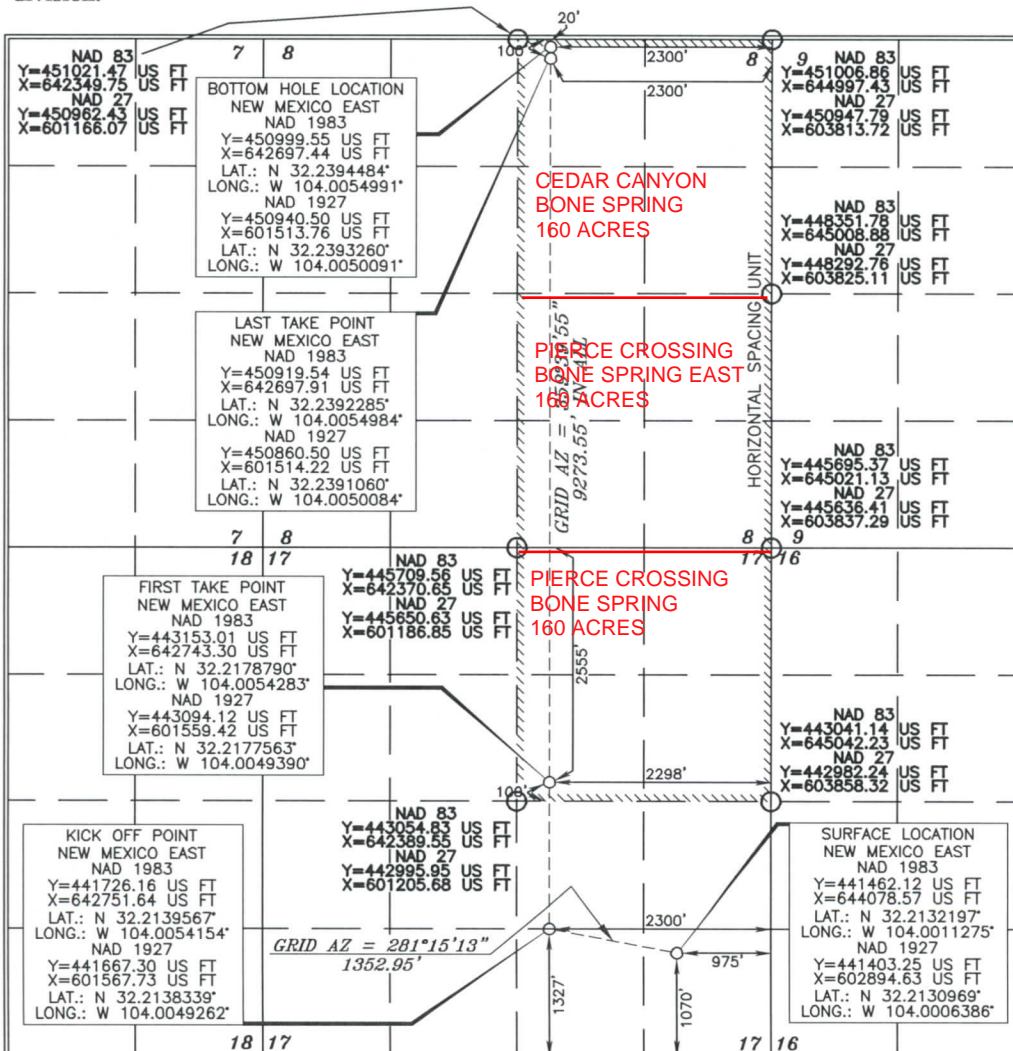 20'
100'
2300'
2300'
7 8
8 9
NAD 83
Y=451021.47 US FT
X=642349.75 US FT
NAD 27
Y=450962.43 US FT
X=601166.07 US FT
BOTTOM HOLE LOCATION
NEW MEXICO EAST
NAD 1983
Y=450999.55 US FT
X=642697.44 US FT
LAT.: N 32.2394484°
LONG.: W 104.0054991°
NAD 1927
Y=450940.50 US FT
X=601513.76 US FT
LAT.: N 32.2393260°
LONG.: W 104.0050091°
NAD 83
Y=451006.86 US FT
X=644997.43 US FT
NAD 27
Y=450947.79 US FT
X=603813.72 US FT
CEDAR CANYON
BONE SPRING
160 ACRES
NAD 83
Y=448351.78 US FT
X=645008.88 US FT
NAD 27
Y=448292.76 US FT
X=603825.11 US FT
HORIZONTAL SPACING UNIT
LAST TAKE POINT
NEW MEXICO EAST
NAD 1983
Y=450919.54 US FT
X=642697.91 US FT
LAT.: N 32.2392285°
LONG.: W 104.0054984°
NAD 1927
Y=450860.50 US FT
X=601514.22 US FT
LAT.: N 32.2391060°
LONG.: W 104.0050084°
PIERCE CROSSING
BONE SPRING EAST
160 ACRES
GRID AZ =
9273.55' IN ALL
NAD 83
Y=445695.37 US FT
X=645021.13 US FT
NAD 27
Y=445636.41 US FT
X=603837.29 US FT
7 8
18 17
8 9
17 16
NAD 83
Y=445709.56 US FT
X=642370.65 US FT
NAD 27
Y=445650.63 US FT
X=601186.85 US FT
PIERCE CROSSING
BONE SPRING
160 ACRES
2555'
FIRST TAKE POINT
NEW MEXICO EAST
NAD 1983
Y=443153.01 US FT
X=642743.30 US FT
LAT.: N 32.2178790°
LONG.: W 104.0054283°
NAD 1927
Y=443094.12 US FT
X=601559.42 US FT
LAT.: N 32.2177563°
LONG.: W 104.0049390°
2298'
100'
NAD 83
Y=443041.14 US FT
X=645042.23 US FT
NAD 27
Y=442982.24 US FT
X=603858.32 US FT
NAD 83
Y=443054.83 US FT
X=642389.55 US FT
NAD 27
Y=442995.95 US FT
X=601205.68 US FT
KICK OFF POINT
NEW MEXICO EAST
NAD 1983
Y=441726.16 US FT
X=642751.64 US FT
LAT.: N 32.2139567°
LONG.: W 104.0054154°
NAD 1927
Y=441667.30 US FT
X=601567.73 US FT
LAT.: N 32.2138339°
LONG.: W 104.0049262°
GRID AZ = 281°15'13"
1352.95'
2300'
975'
1327'
1070'
SURFACE LOCATION
NEW MEXICO EAST
NAD 1983
Y=441462.12 US FT
X=644078.57 US FT
LAT.: N 32.2132197°
LONG.: W 104.0011275°
NAD 1927
Y=441403.25 US FT
X=602894.63 US FT
LAT.: N 32.2130969°
LONG.: W 104.0006386°
18 17
17 16